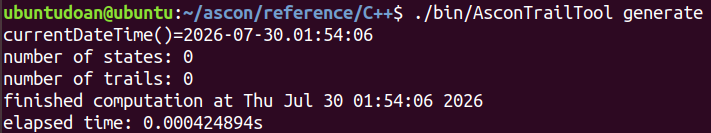 ubuntudoan@ubuntu:~/ascon/reference/C++$ ./bin/AsconTrailTool generate
currentDateTime()=2026-07-30.01:54:06
number of states: 0
number of trails: 0
finished computation at Thu Jul 30 01:54:06 2026
elapsed time: 0.000424894s